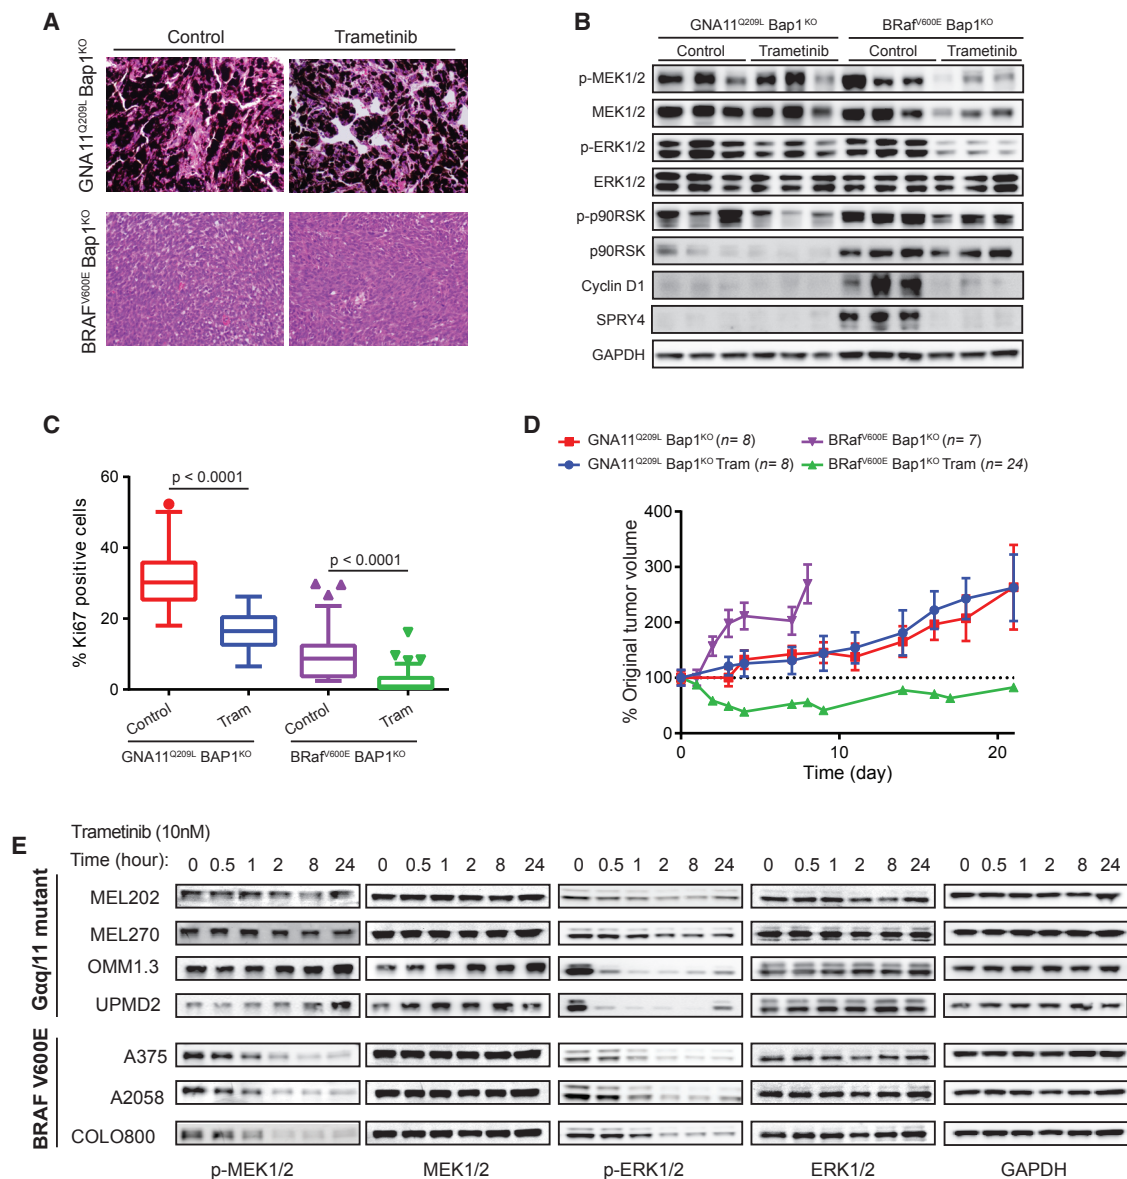 A
Control Trametinib
GNA11Q209L Bap1KO
BRAFV600E Bap1KO
B
GNA11Q209L Bap1KO BRafV600E Bap1KO
Control Trametinib Control Trametinib
p-MEK1/2
MEK1/2
p-ERK1/2
ERK1/2
p-p90RSK
p90RSK
Cyclin D1
SPRY4
GAPDH
C
% Ki67 positive cells
60
40
20
0
p < 0.0001
p < 0.0001
Control Tram Control Tram
GNA11Q209L BAP1KO BRafV600E BAP1KO
D
GNA11Q209L Bap1KO (n= 8) BRafV600E Bap1KO (n= 7)
GNA11Q209L Bap1KO Tram (n= 8) BRafV600E Bap1KO Tram (n= 24)
% Original tumor volume
400
300
200
100
0
0 10 20
Time (day)
E
Trametinib (10nM)
Time (hour): 0 0.5 1 2 8 24 0 0.5 1 2 8 24 0 0.5 1 2 8 24 0 0.5 1 2 8 24 0 0.5 1 2 8 24
Gαq/11 mutant
MEL202
MEL270
OMM1.3
UPMD2
BRAF V600E
A375
A2058
COLO800
p-MEK1/2 MEK1/2 p-ERK1/2 ERK1/2 GAPDH